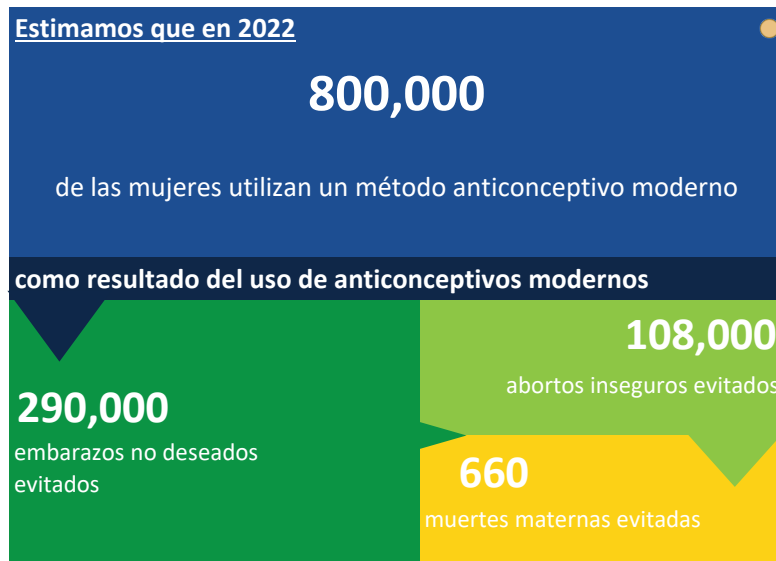 Estimamos que en 2022
800,000
de las mujeres utilizan un método anticonceptivo moderno
como resultado del uso de anticonceptivos modernos
290,000
embarazos no deseados
evitados
108,000
abortos inseguros evitados
660
muertes maternas evitadas